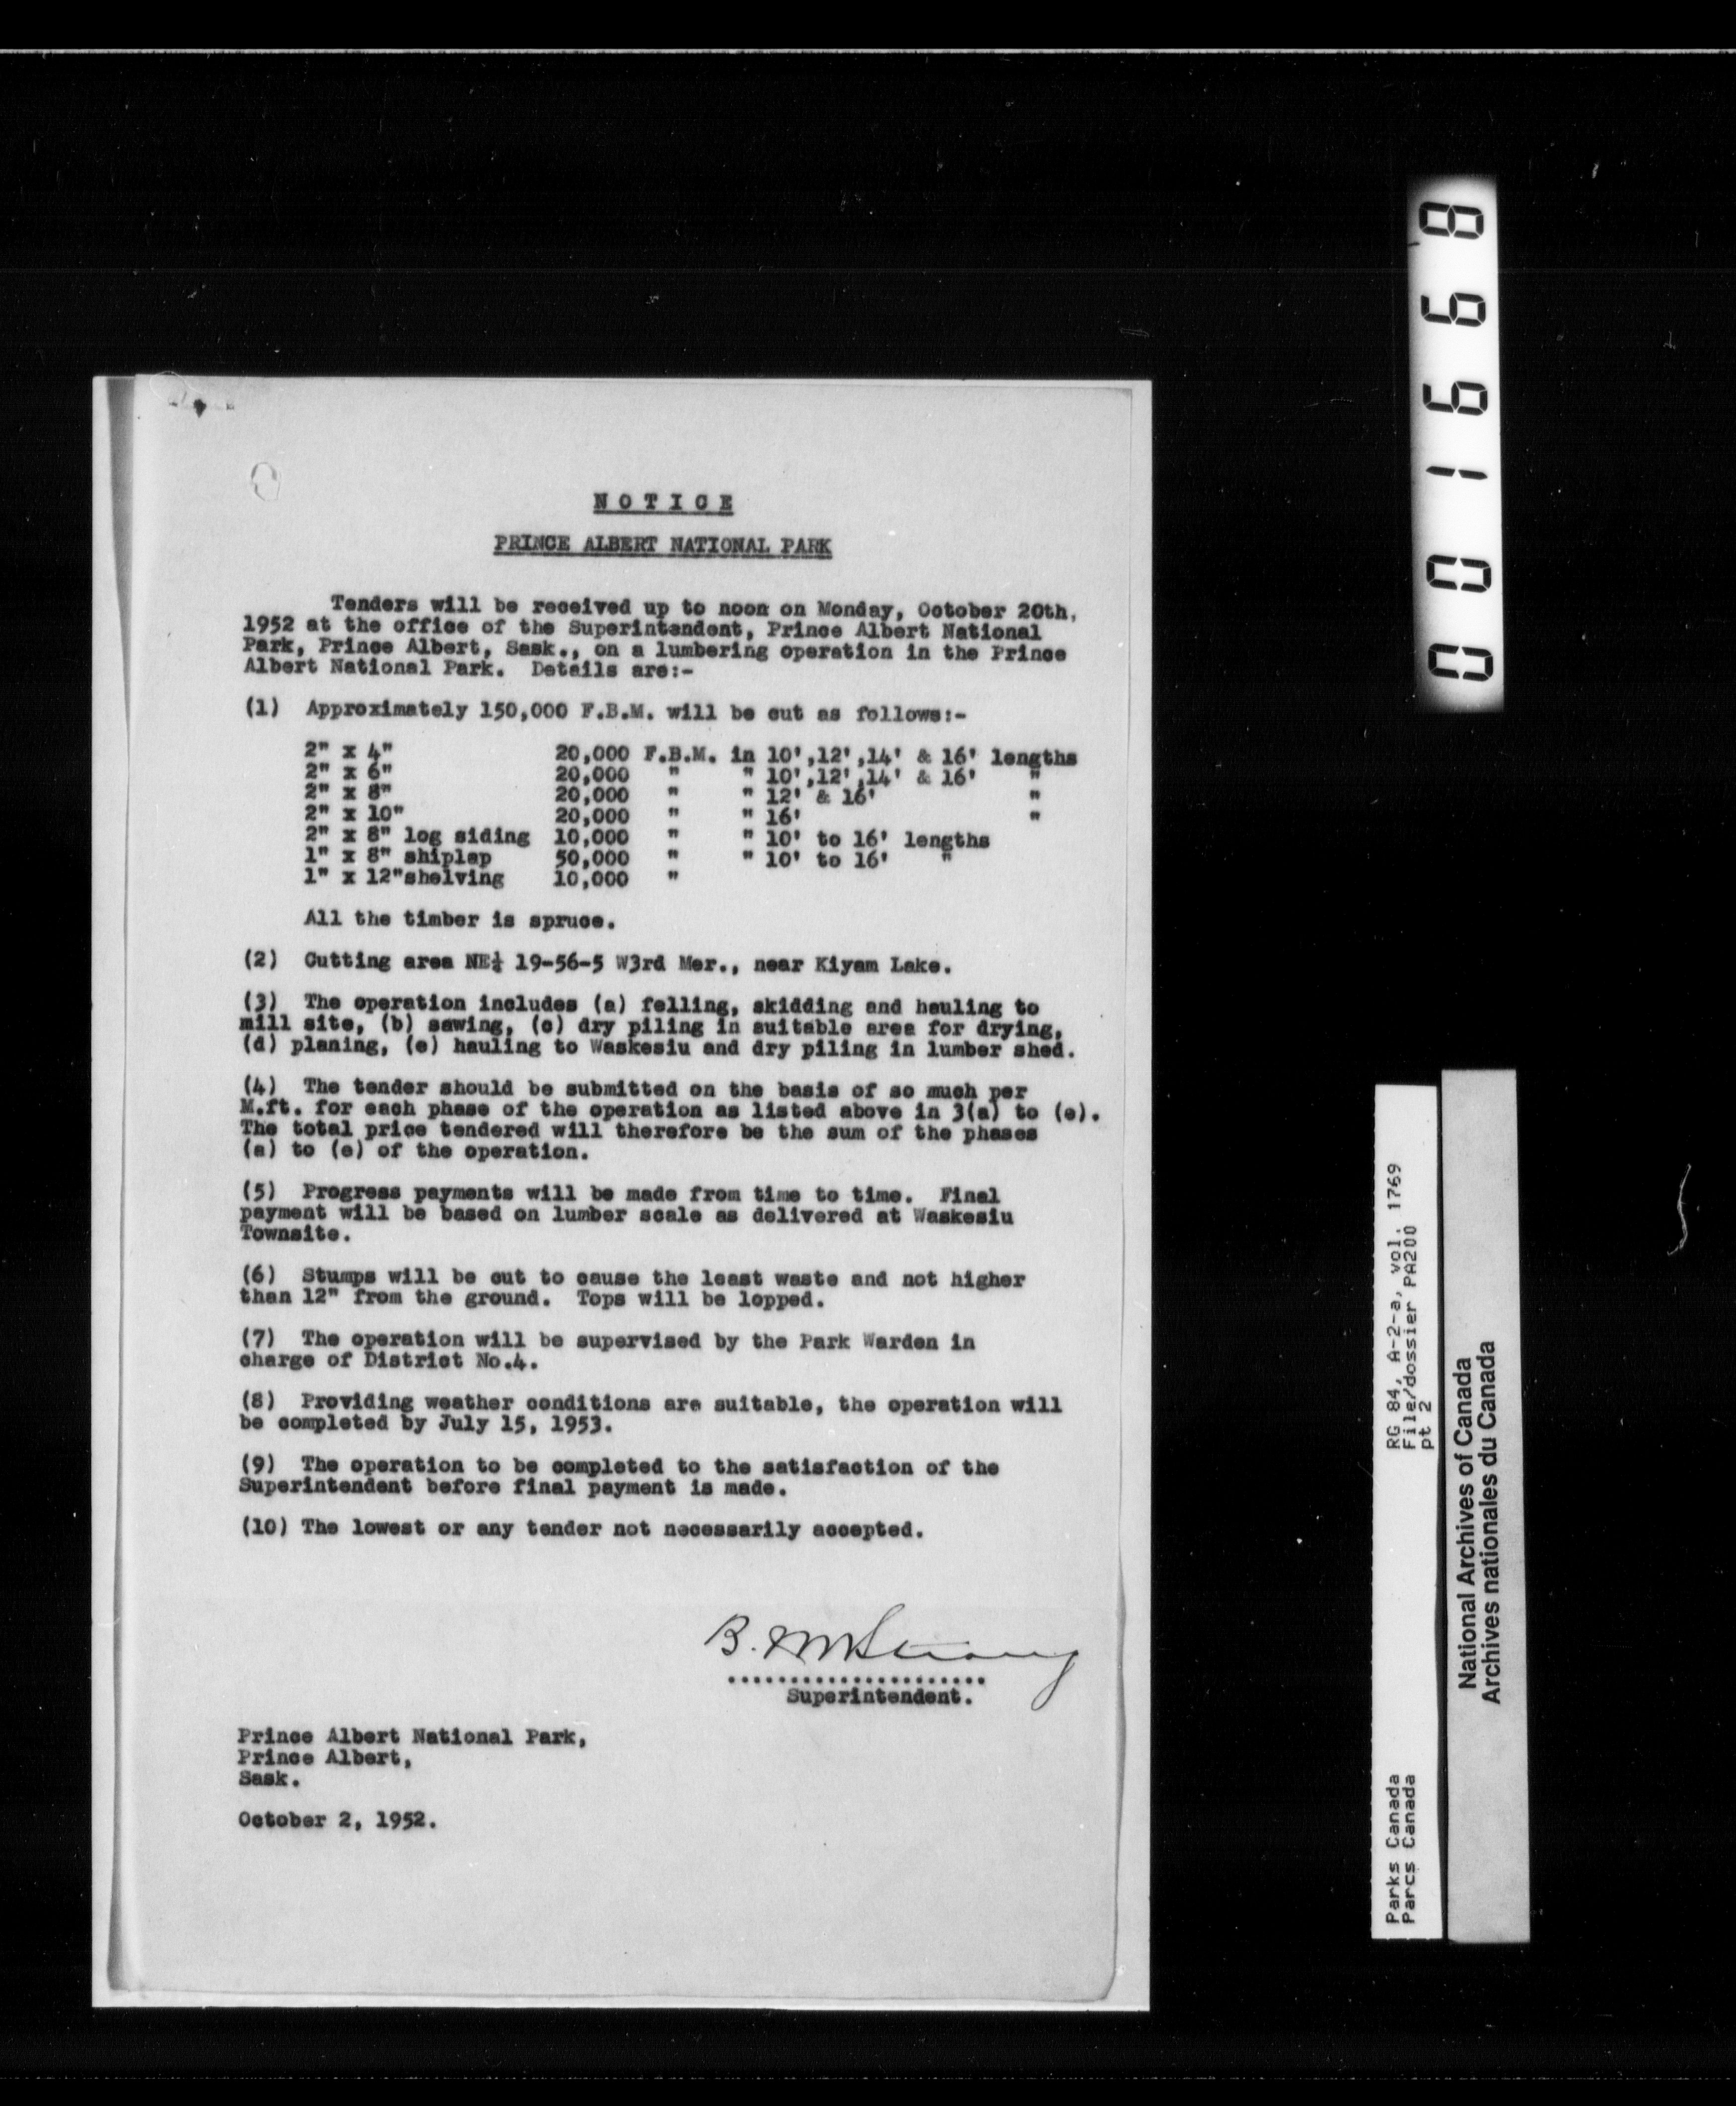 N O T I C E
PRINCE ALBERT NATIONAL PARK
Tenders will be received up to noon on Monday, October 20th,
1952 at the office of the Superintendent, Prince Albert National
Park, Prince Albert, Sask., on a lumbering operation in the Prince
Albert National Park.  Details are:-
(1)  Approximately 150,000 F.B.M. will be cut as follows:-
2" x 4"  20,000 F.B.M. in 10',12',14' & 16' lengths
2" x 6"  20,000  "  " 10',12',14' & 16'  "
2" x 8"  20,000  "  " 12' & 16'  "
2" x 10"  20,000  "  " 16'  "
2" x 8" log siding  10,000  "  " 10' to 16' lengths
1" x 8" shiplap  50,000  "  " 10' to 16'  "
1" x 12"shelving  10,000  "
All the timber is spruce.
(2)  Cutting area NE¼ 19-56-5 W3rd Mer., near Kiyam Lake.
(3)  The operation includes (a) felling, skidding and hauling to
mill site, (b) sawing, (c) dry piling in suitable area for drying,
(d) planing, (e) hauling to Waskesiu and dry piling in lumber shed.
(4)  The tender should be submitted on the basis of so much per
M.ft. for each phase of the operation as listed above in 3(a) to (e).
The total price tendered will therefore be the sum of the phases
(a) to (e) of the operation.
(5)  Progress payments will be made from time to time.  Final
payment will be based on lumber scale as delivered at Waskesiu
Townsite.
(6)  Stumps will be cut to cause the least waste and not higher
than 12" from the ground.  Tops will be lopped.
(7)  The operation will be supervised by the Park Warden in
charge of District No.4.
(8)  Providing weather conditions are suitable, the operation will
be completed by July 15, 1953.
(9)  The operation to be completed to the satisfaction of the
Superintendent before final payment is made.
(10) The lowest or any tender not necessarily accepted.
B. Strong
.....................
Superintendent.
Prince Albert National Park,
Prince Albert,
Sask.
October 2, 1952.
001668
RG 84, A-2-a, vol. 1769
File/dossier PA200
pt 2
Parks Canada
Parcs Canada
National Archives of Canada
Archives nationales du Canada